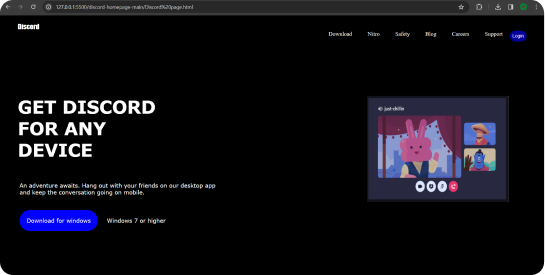 127.0.0.1:5500/discord-homepage-main/Discord%20page.html
Discord
Download Nitro Safety Blog Careers Support Login
GET DISCORD
FOR ANY
DEVICE
just-chillin
An adventure awaits. Hang out with your friends on our desktop app
and keep the conversation going on mobile.
Download for windows Windows 7 or higher